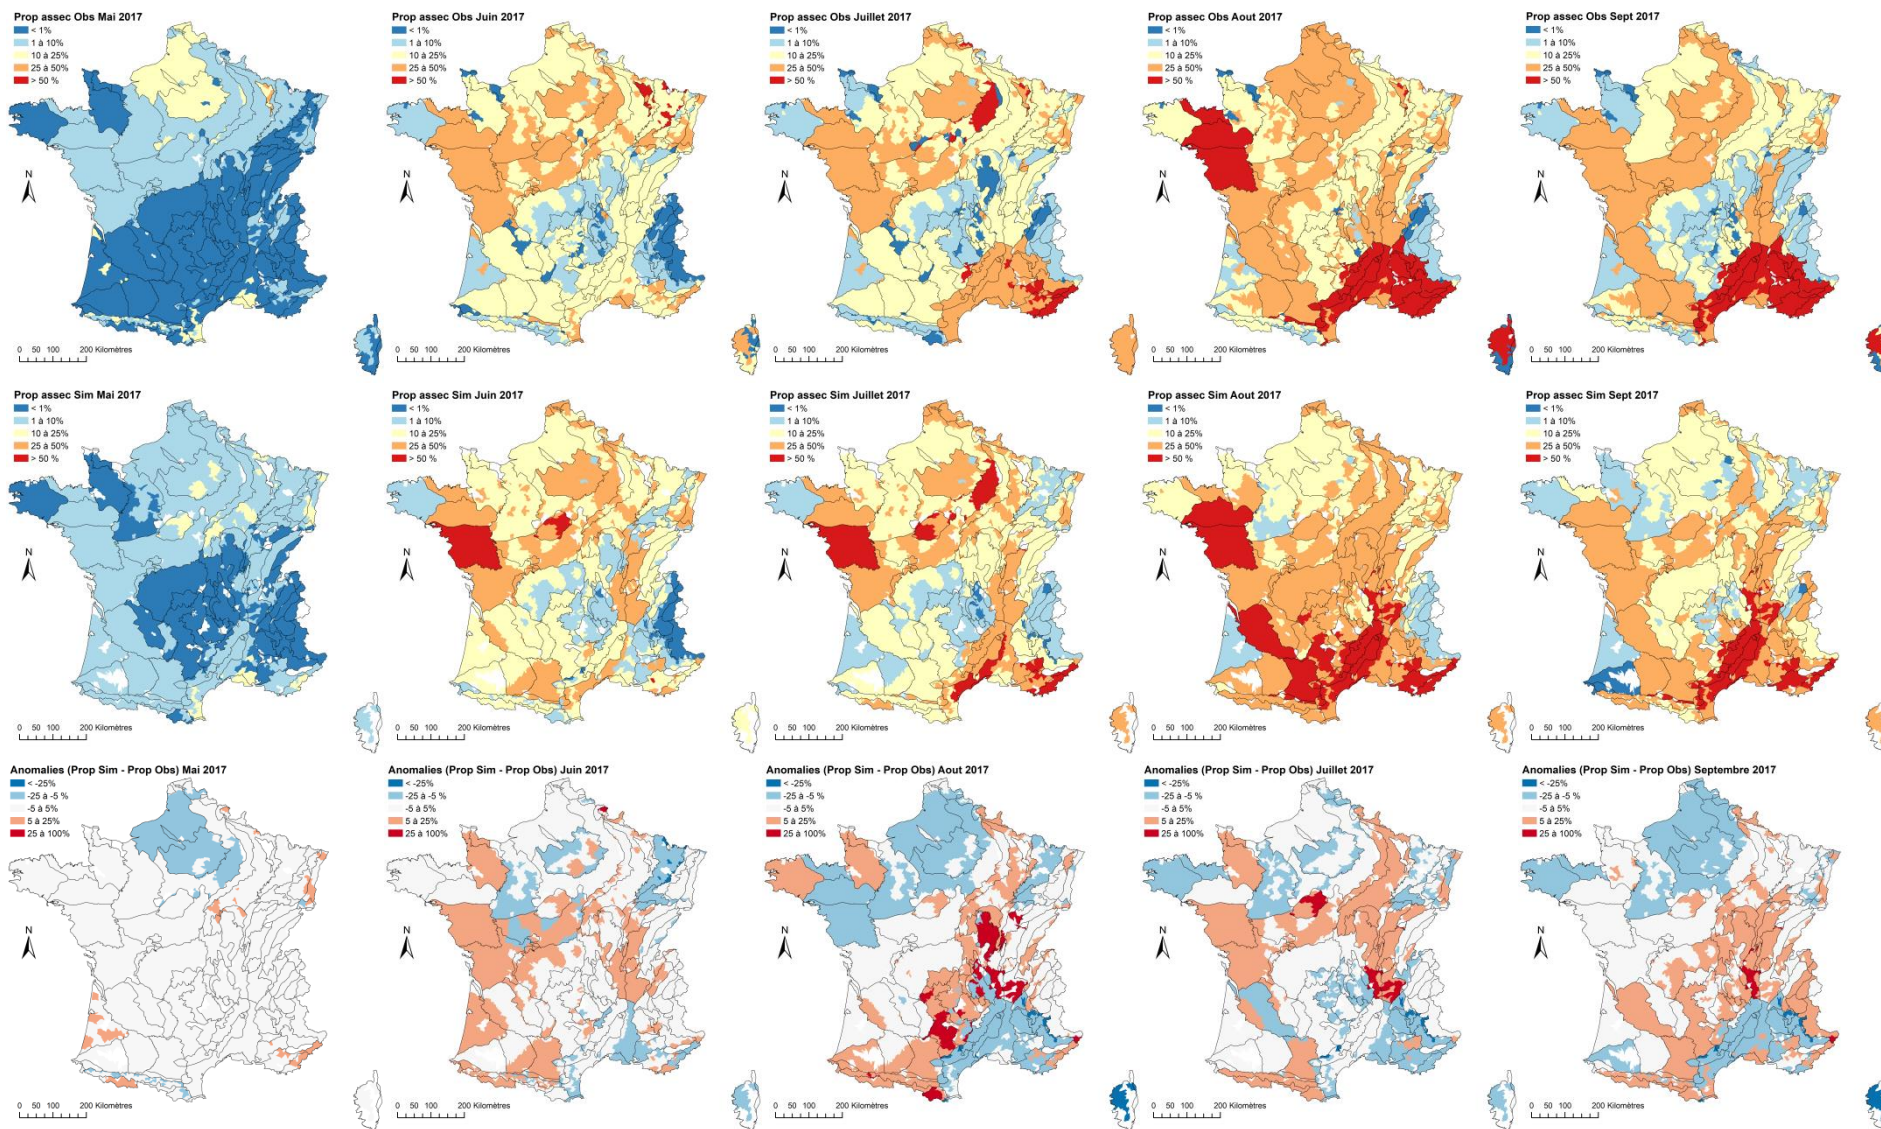 Prop assec Obs Mai 2017
< 1%
1 à 10%
10 à 25%
25 à 50%
> 50 %
N
0 50 100 200 Kilomètres
Prop assec Obs Juin 2017
< 1%
1 à 10%
10 à 25%
25 à 50%
> 50 %
N
0 50 100 200 Kilomètres
Prop assec Obs Juillet 2017
< 1%
1 à 10%
10 à 25%
25 à 50%
> 50 %
N
0 50 100 200 Kilomètres
Prop assec Obs Aout 2017
< 1%
1 à 10%
10 à 25%
25 à 50%
> 50 %
N
0 50 100 200 Kilomètres
Prop assec Obs Sept 2017
< 1%
1 à 10%
10 à 25%
25 à 50%
> 50 %
N
0 50 100 200 Kilomètres
Prop assec Sim Mai 2017
< 1%
1 à 10%
10 à 25%
25 à 50%
> 50 %
N
0 50 100 200 Kilomètres
Prop assec Sim Juin 2017
< 1%
1 à 10%
10 à 25%
25 à 50%
> 50 %
N
0 50 100 200 Kilomètres
Prop assec Sim Juillet 2017
< 1%
1 à 10%
10 à 25%
25 à 50%
> 50 %
N
0 50 100 200 Kilomètres
Prop assec Sim Aout 2017
< 1%
1 à 10%
10 à 25%
25 à 50%
> 50 %
N
0 50 100 200 Kilomètres
Prop assec Sim Sept 2017
< 1%
1 à 10%
10 à 25%
25 à 50%
> 50 %
N
0 50 100 200 Kilomètres
Anomalies (Prop Sim - Prop Obs) Mai 2017
< -25%
-25 à -5 %
-5 à 5%
5 à 25%
25 à 100%
N
0 50 100 200 Kilomètres
Anomalies (Prop Sim - Prop Obs) Juin 2017
< -25%
-25 à -5 %
-5 à 5%
5 à 25%
25 à 100%
N
0 50 100 200 Kilomètres
Anomalies (Prop Sim - Prop Obs) Aout 2017
< -25%
-25 à -5 %
-5 à 5%
5 à 25%
25 à 100%
N
0 50 100 200 Kilomètres
Anomalies (Prop Sim - Prop Obs) Juillet 2017
< -25%
-25 à -5 %
-5 à 5%
5 à 25%
25 à 100%
N
0 50 100 200 Kilomètres
Anomalies (Prop Sim - Prop Obs) Septembre 2017
< -25%
-25 à -5 %
-5 à 5%
5 à 25%
25 à 100%
N
0 50 100 200 Kilomètres